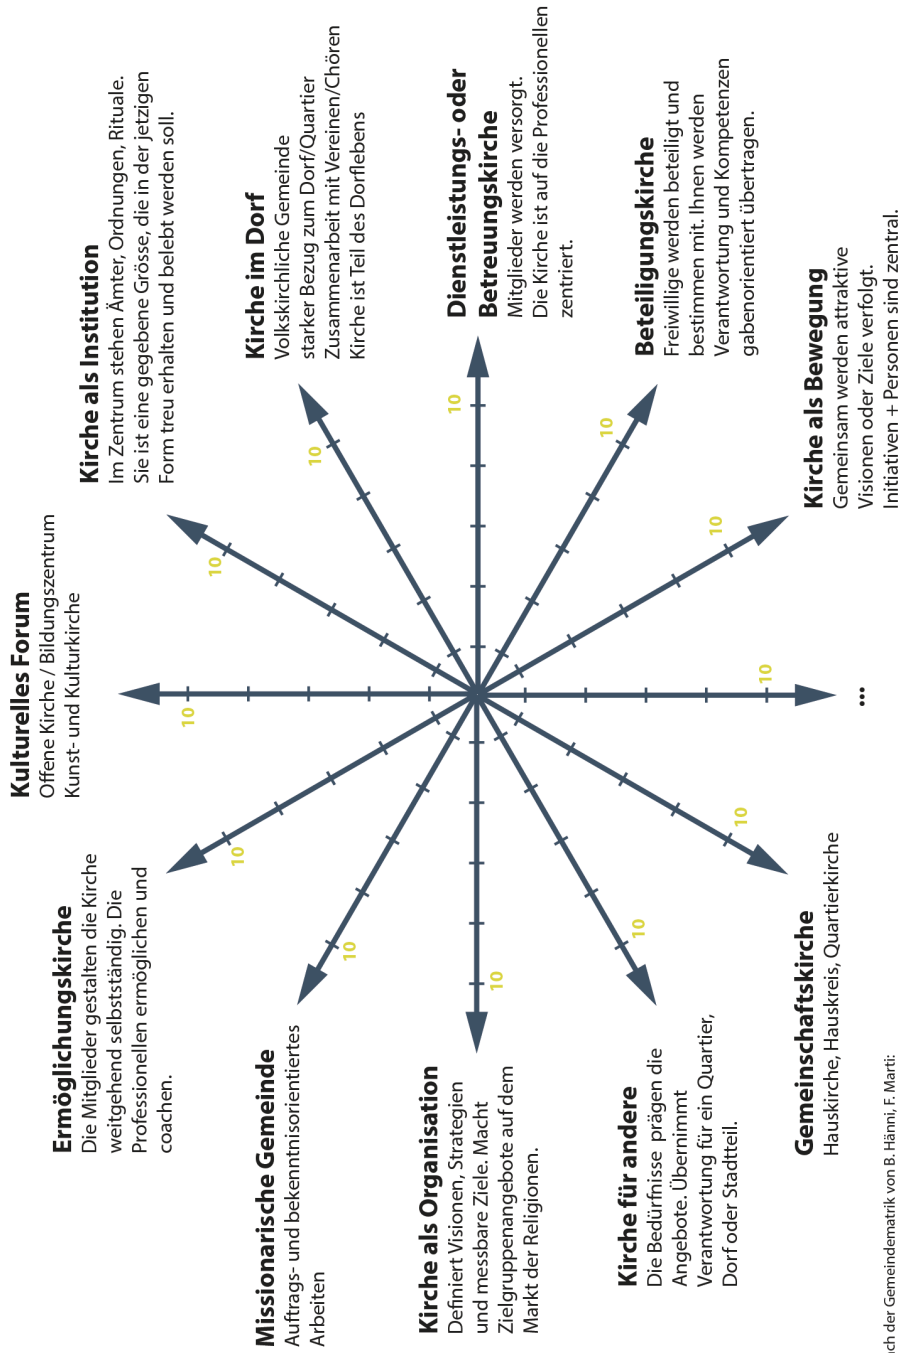 Kulturelles Forum
Offene Kirche / Bildungszentrum
Kunst- und Kulturkirche
10
Kirche als Institution
Im Zentrum stehen Ämter, Ordnungen, Rituale.
Sie ist eine gegebene Grösse, die in der jetzigen
Form treu erhalten und belebt werden soll.
10
Kirche im Dorf
Volkskirchliche Gemeinde
starker Bezug zum Dorf/Quartier
Zusammenarbeit mit Vereinen/Chören
Kirche ist Teil des Dorflebens
10
Dienstleistungs- oder
Betreuungskirche
Mitglieder werden versorgt.
Die Kirche ist auf die Professionellen
zentriert.
10
Beteiligungskirche
Freiwillige werden beteiligt und
bestimmen mit. Ihnen werden
Verantwortung und Kompetenzen
gabenorientiert übertragen.
10
Kirche als Bewegung
Gemeinsam werden attraktive
Visionen oder Ziele verfolgt.
Initiativen + Personen sind zentral.
10
...
10
Gemeinschaftskirche
Hauskirche, Hauskreis, Quartierkirche
10
Kirche für andere
Die Bedürfnisse prägen die
Angebote. Übernimmt
Verantwortung für ein Quartier,
Dorf oder Stadtteil.
10
Kirche als Organisation
Definiert Visionen, Strategien
und messbare Ziele. Macht
Zielgruppenangebote auf dem
Markt der Religionen.
10
Missionarische Gemeinde
Auftrags- und bekenntnisorientiertes
Arbeiten
10
Ermöglichungskirche
Die Mitglieder gestalten die Kirche
weitgehend selbstständig. Die
Professionellen ermöglichen und
coachen.
10
der Gemeindematrik von B. Hänni, F. Marti: